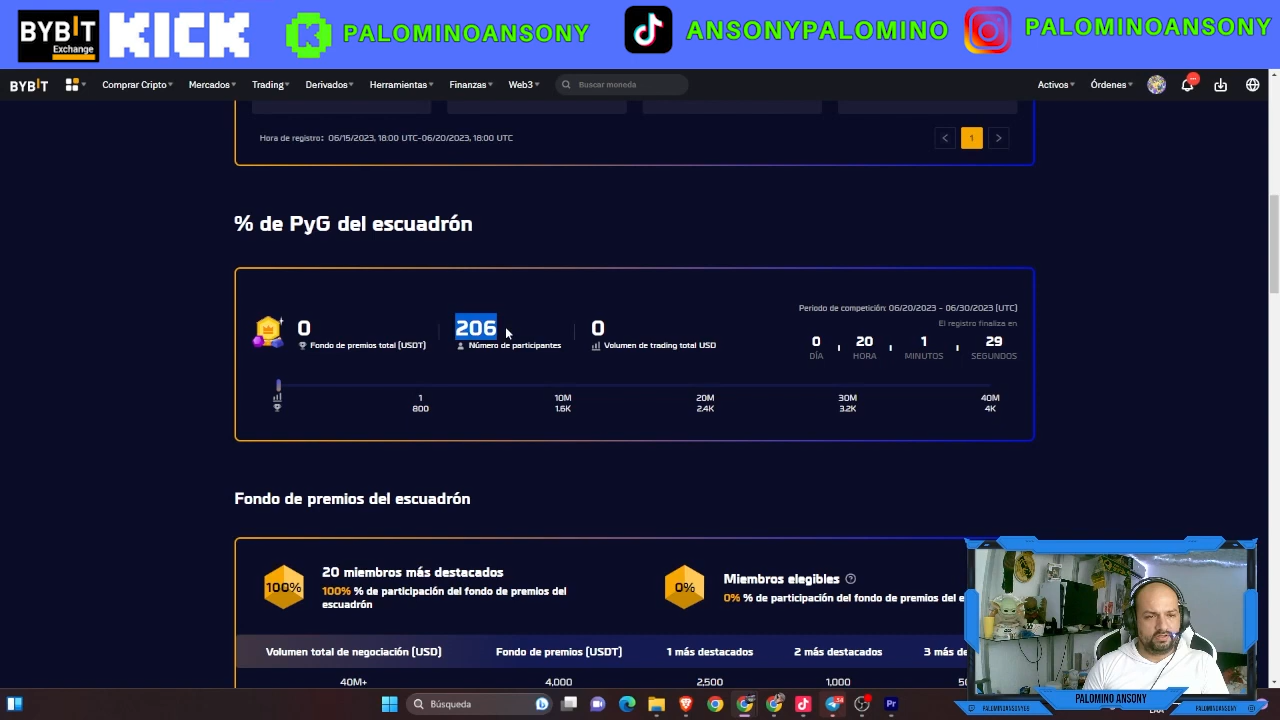 BYBIT
Exchange
KICK
PALOMINOANSONY
ANSONYPALOMINO
PALOMINOANSONY
BYBIT
Comprar Cripto
Mercados
Trading
Derivados
Herramientas
Finanzas
Web3
Buscar moneda
Activos
Órdenes
Hora de registro: 06/15/2023, 18:00 UTC-06/20/2023, 18:00 UTC
1
% de PyG del escuadrón
Periodo de competición: 06/20/2023 - 06/30/2023 (UTC)
El registro finaliza en
0
Fondo de premios total (USDT)
206
Número de participantes
0
Volumen de trading total USD
0 20 1 29
DÍA HORA MINUTOS SEGUNDOS
1 10M 20M 30M 40M
800 1.6K 2.4K 3.2K 4K
Fondo de premios del escuadrón
100%
20 miembros más destacados
100% % de participación del fondo de premios del
escuadrón
0%
Miembros elegibles
0% % de participación del fondo de premios del e
Volumen total de negociación (USD) Fondo de premios (USDT) 1 más destacados 2 más destacados 3 más de
40M+ 4,000 2,500 1,000 50
PALOMINO ANSONY
Búsqueda
Pr